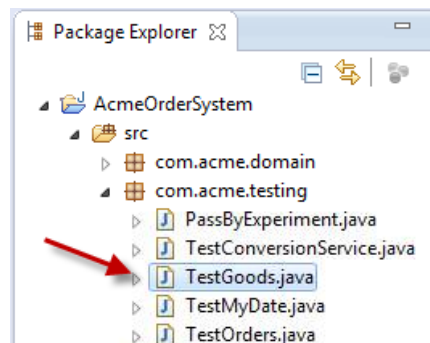 Package Explorer
AcmeOrderSystem
src
com.acme.domain
com.acme.testing
PassByExperiment.java
TestConversionService.java
TestGoods.java
TestMyDate.java
TestOrders.java